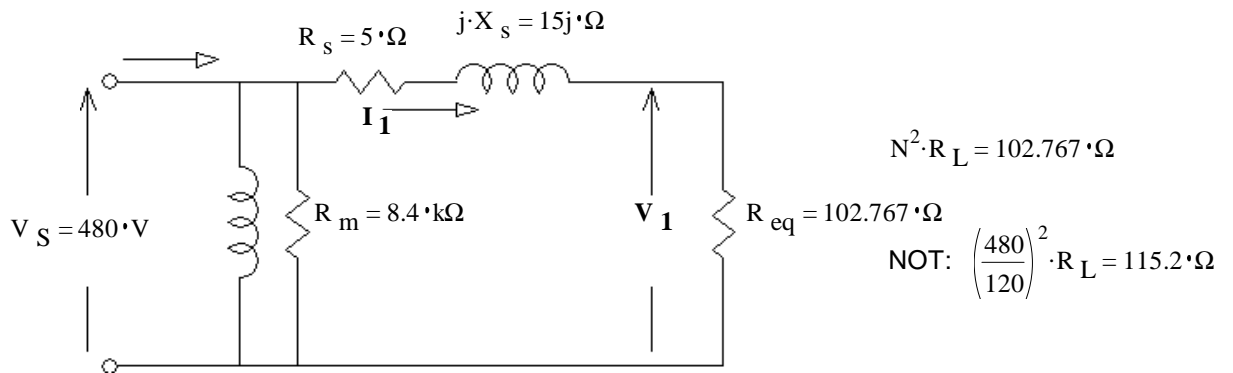 j·X s = 15j·Ω
R s = 5·Ω
I 1
N²·R L = 102.767·Ω
V S = 480·V
R m = 8.4·kΩ
V 1
R eq = 102.767·Ω
NOT: (480/120)²·R L = 115.2·Ω